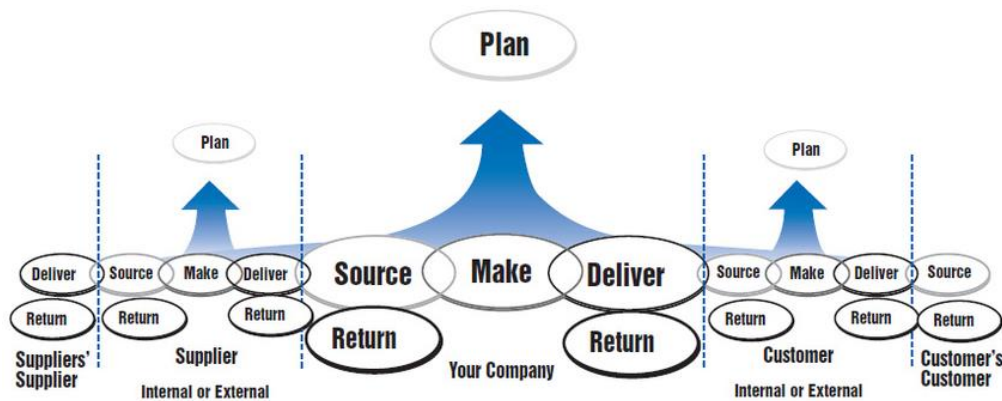 Plan
Plan
Plan
Deliver
Source
Make
Deliver
Source
Make
Deliver
Source
Make
Deliver
Source
Return
Return
Return
Return
Return
Return
Return
Return
Suppliers'
Supplier
Supplier
Internal or External
Your Company
Customer
Internal or External
Customer's
Customer